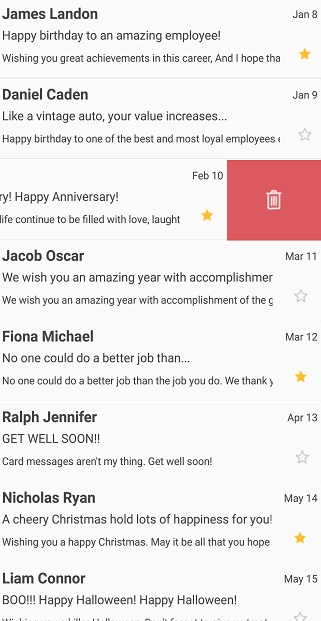 James Landon
Jan 8
Happy birthday to an amazing employee!
Wishing you great achievements in this career, And I hope tha
Daniel Caden
Jan 9
Like a vintage auto, your value increases...
Happy birthday to one of the best and most loyal employees
Feb 10
ry! Happy Anniversary!
life continue to be filled with love, laught
Jacob Oscar
Mar 11
We wish you an amazing year with accomplishmen
We wish you an amazing year with accomplishment of the g
Fiona Michael
Mar 12
No one could do a better job than...
No one could do a better job than the job you do. We thank y
Ralph Jennifer
Apr 13
GET WELL SOON!!
Card messages aren't my thing. Get well soon!
Nicholas Ryan
May 14
A cheery Christmas hold lots of happiness for you!
Wishing you a happy Christmas. May it be all that you hope
Liam Connor
May 15
BOO!!! Happy Halloween! Happy Halloween!